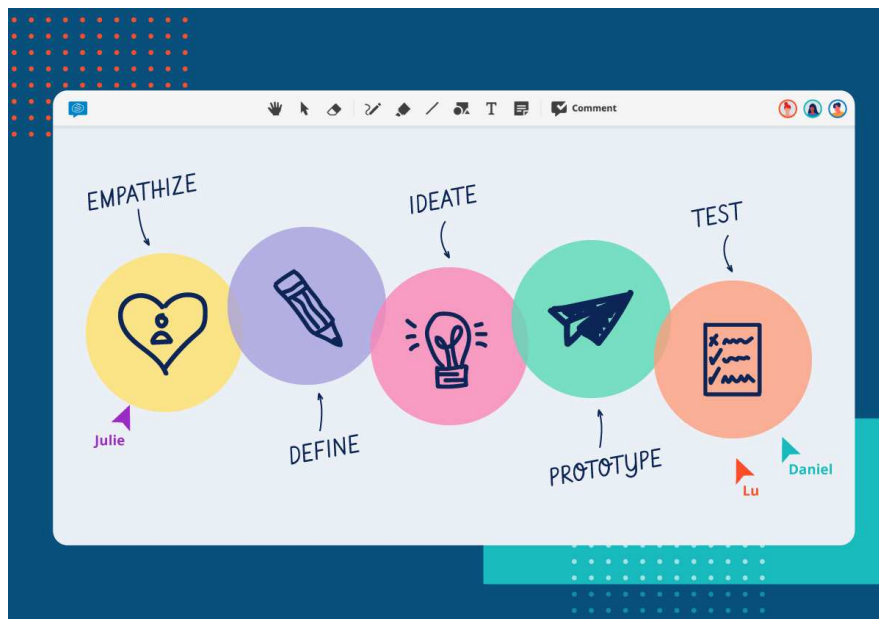 T
Comment
EMPATHIZE
IDEATE
TEST
DEFINE
PROTOTYPE
Julie
Lu
Daniel